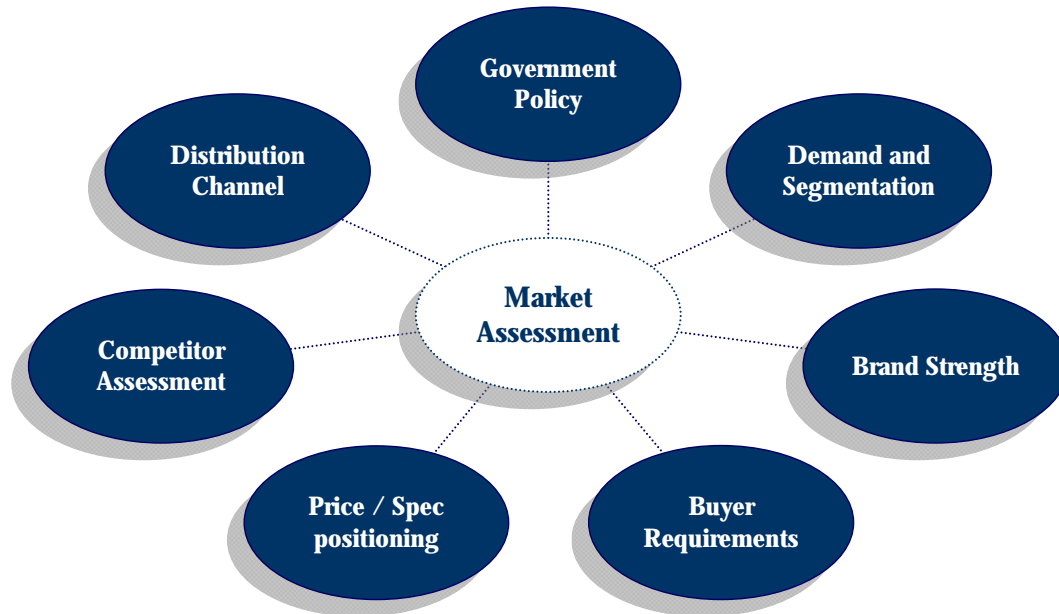 Government
Policy
Distribution
Channel
Demand and
Segmentation
Market
Assessment
Competitor
Assessment
Brand Strength
Price / Spec
positioning
Buyer
Requirements